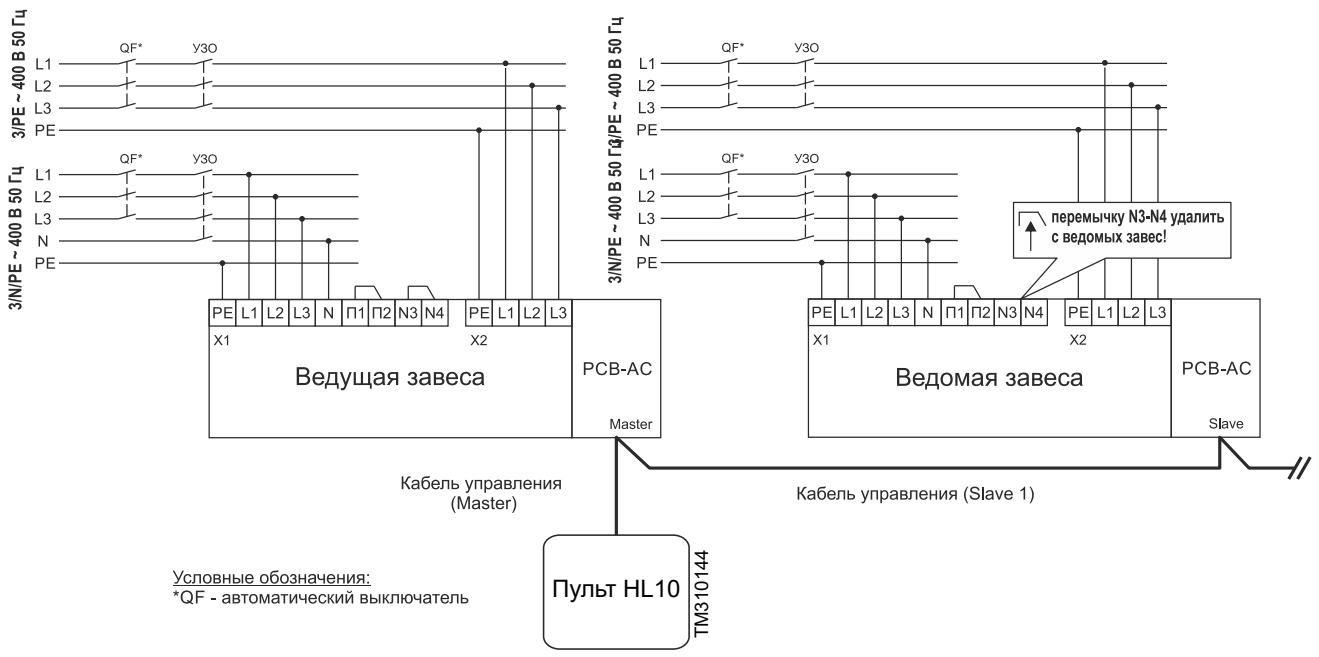 3/PE ~ 400 В 50 Гц
QF* УЗО
L1
L2
L3
PE
3/N/PE ~ 400 В 50 Гц
QF* УЗО
L1
L2
L3
N
PE
PE L1 L2 L3 N П1 П2 N3 N4
X1
PE L1 L2 L3
X2
Ведущая завеса
PCB-AC
Master
3/PE ~ 400 В 50 Гц
QF* УЗО
L1
L2
L3
PE
3/N/PE ~ 400 В 50 Гц
QF* УЗО
L1
L2
L3
N
PE
перемычку N3-N4 удалить
с ведомых завес!
PE L1 L2 L3 N П1 П2 N3 N4
X1
PE L1 L2 L3
X2
Ведомая завеса
PCB-AC
Slave
Кабель управления
(Master)
Кабель управления (Slave 1)
Пульт HL10
TM310144
Условные обозначения:
*QF - автоматический выключатель